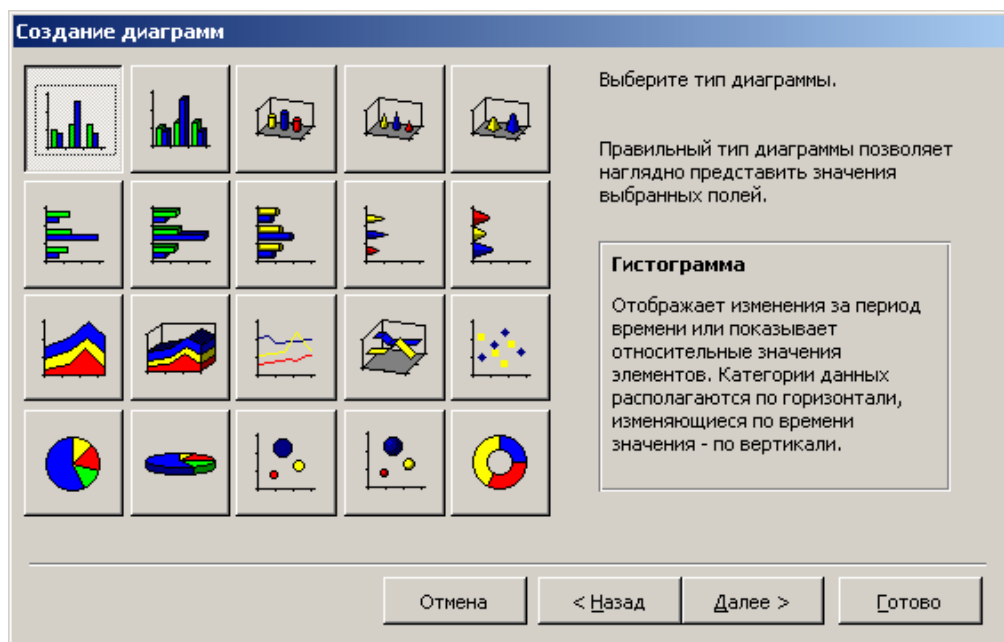 Создание диаграмм
Выберите тип диаграммы.
Правильный тип диаграммы позволяет
наглядно представить значения
выбранных полей.
Гистограмма
Отображает изменения за период
времени или показывает
относительные значения
элементов. Категории данных
располагаются по горизонтали,
изменяющиеся по времени
значения - по вертикали.
Отмена
< Назад
Далее >
Готово